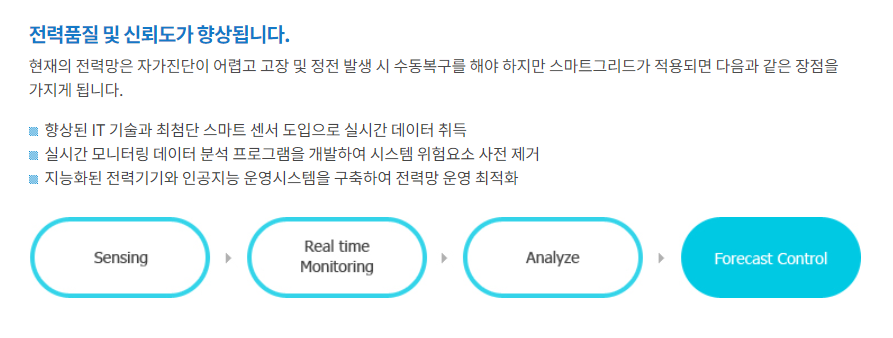 전력품질 및 신뢰도가 향상됩니다.
현재의 전력망은 자가진단이 어렵고 고장 및 정전 발생 시 수동복구를 해야 하지만 스마트그리드가 적용되면 다음과 같은 장점을
가지게 됩니다.
향상된 IT 기술과 최첨단 스마트 센서 도입으로 실시간 데이터 취득
실시간 모니터링 데이터 분석 프로그램을 개발하여 시스템 위험요소 사전 제거
지능화된 전력기기와 인공지능 운영시스템을 구축하여 전력망 운영 최적화
Sensing
Real time
Monitoring
Analyze
Forecast Control